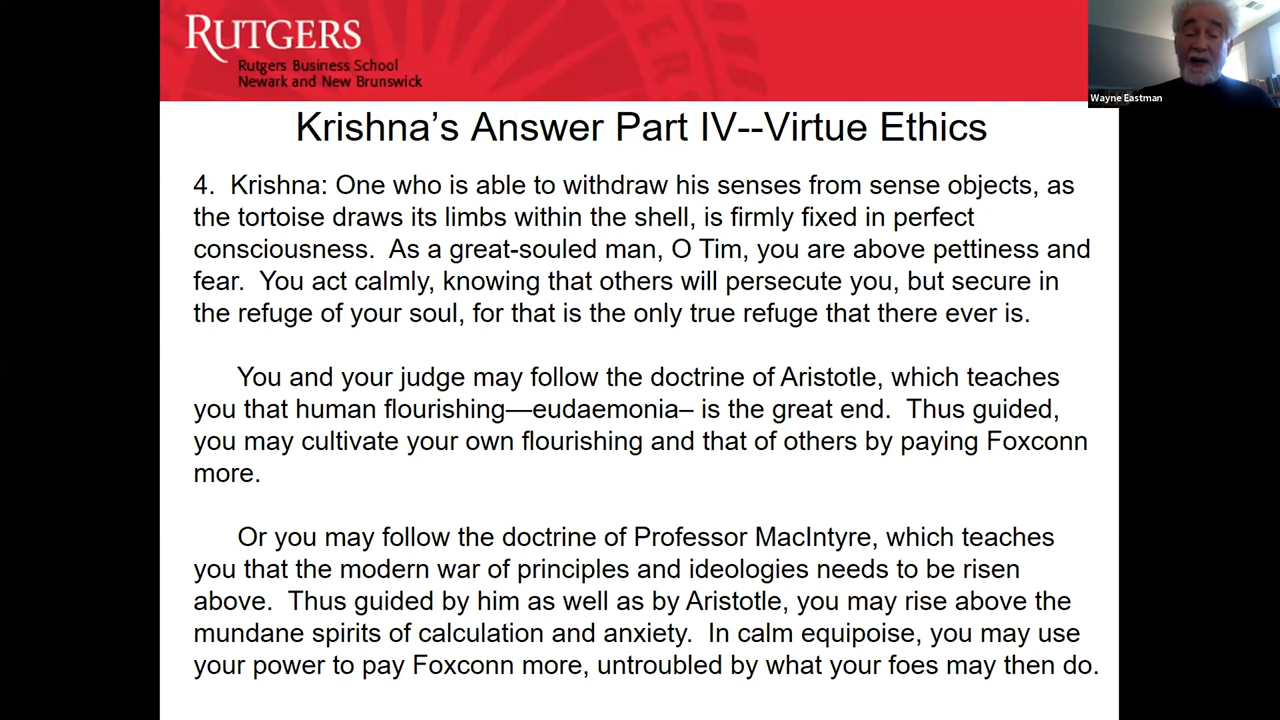 RUTGERS
Rutgers Business School
Newark and New Brunswick
Wayne Eastman
Krishna's Answer Part IV--Virtue Ethics
4. Krishna: One who is able to withdraw his senses from sense objects, as
the tortoise draws its limbs within the shell, is firmly fixed in perfect
consciousness. As a great-souled man, O Tim, you are above pettiness and
fear. You act calmly, knowing that others will persecute you, but secure in
the refuge of your soul, for that is the only true refuge that there ever is.
You and your judge may follow the doctrine of Aristotle, which teaches
you that human flourishing—eudaemonia– is the great end. Thus guided,
you may cultivate your own flourishing and that of others by paying Foxconn
more.
Or you may follow the doctrine of Professor MacIntyre, which teaches
you that the modern war of principles and ideologies needs to be risen
above. Thus guided by him as well as by Aristotle, you may rise above the
mundane spirits of calculation and anxiety. In calm equipoise, you may use
your power to pay Foxconn more, untroubled by what your foes may then do.